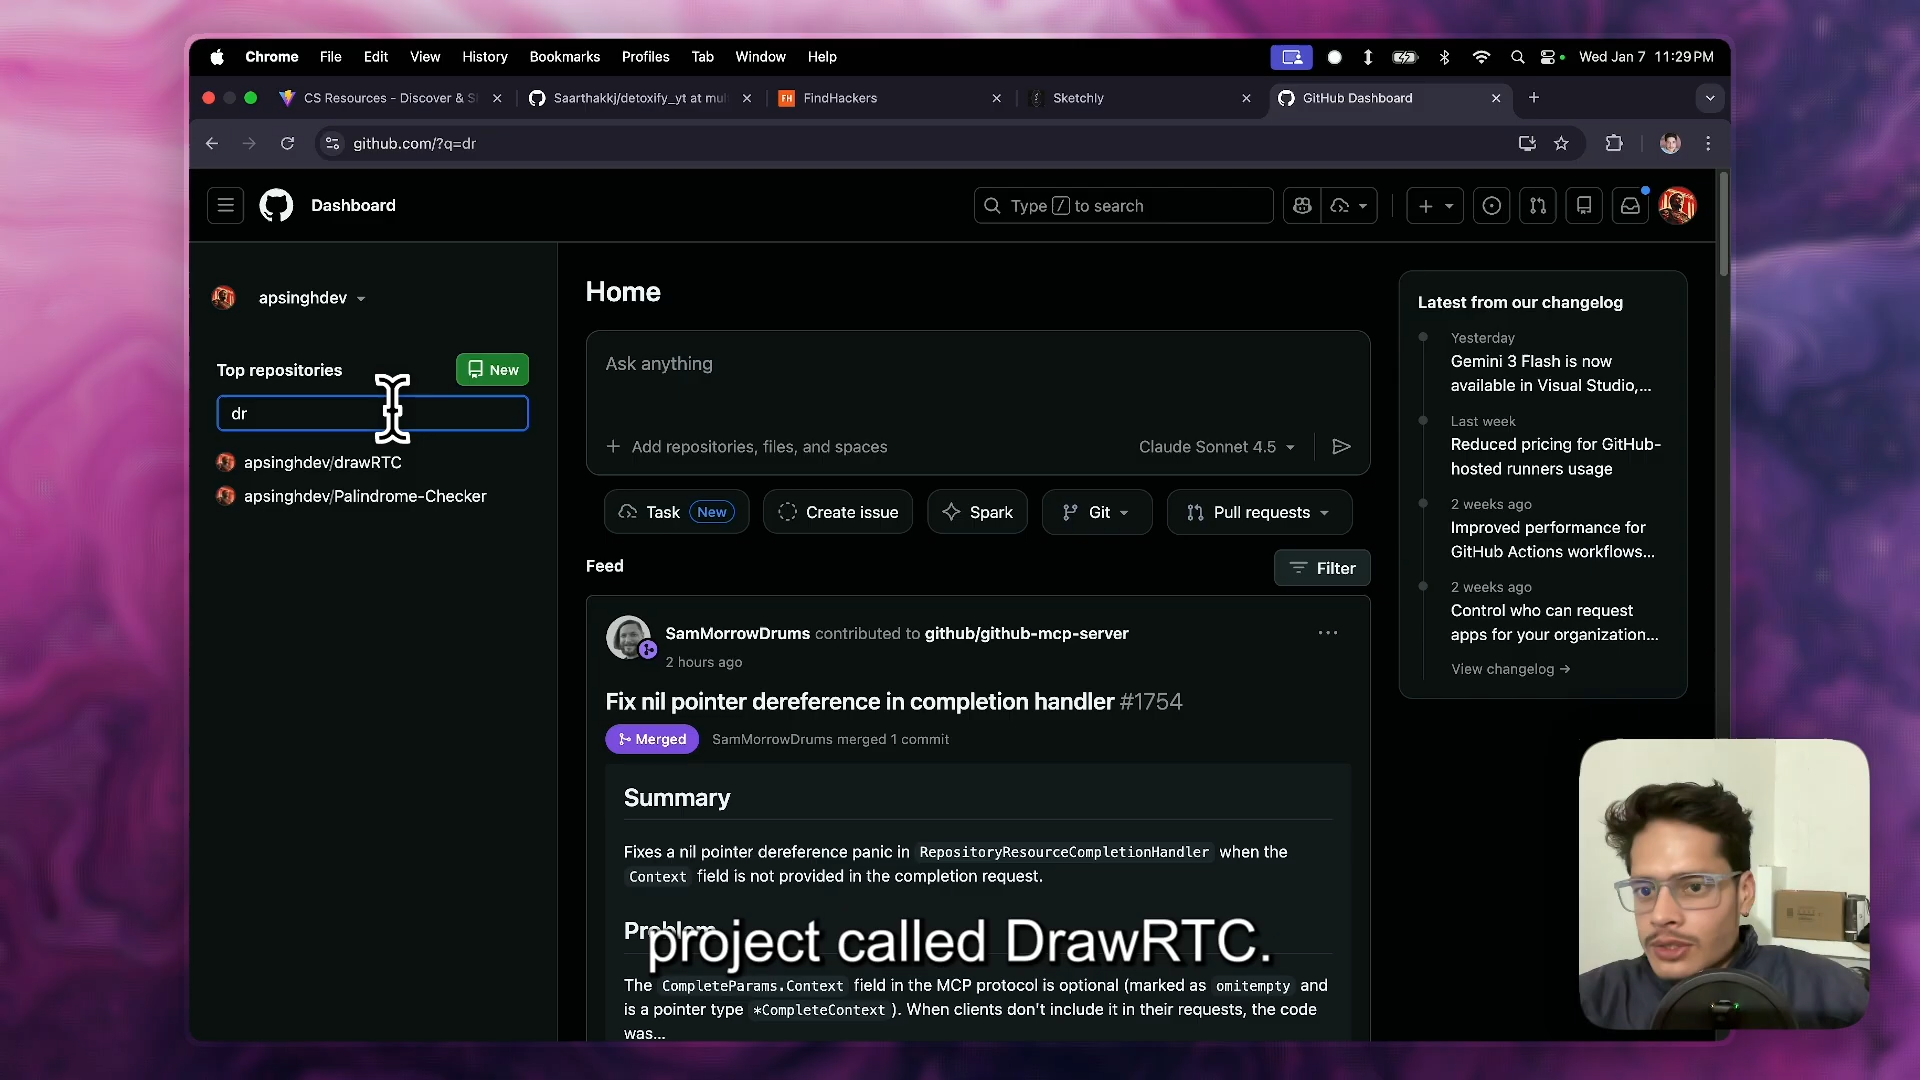 Chrome File Edit View History Bookmarks Profiles Tab Window Help Wed Jan 7 11:29 PM
CS Resources - Discover & S Saarthakkj/detoxify_yt at mul FindHackers Sketchly GitHub Dashboard
github.com/?q=dr
Dashboard
Type / to search
apsinghdev
Top repositories
New
dr
apsinghdev/drawRTC
apsinghdev/Palindrome-Checker
Home
Ask anything
Add repositories, files, and spaces
Claude Sonnet 4.5
Task New Create issue Spark Git Pull requests
Feed
Filter
SamMorrowDrums contributed to github/github-mcp-server
2 hours ago
Fix nil pointer dereference in completion handler #1754
Merged SamMorrowDrums merged 1 commit
Summary
Fixes a nil pointer dereference panic in RepositoryResourceCompletionHandler when the
Context field is not provided in the completion request.
Problem
project called DrawRTC.
The CompleteParams.Context field in the MCP protocol is optional (marked as omitempty and
is a pointer type *CompleteContext ). When clients don't include it in their requests, the code
was...
Latest from our changelog
Yesterday
Gemini 3 Flash is now
available in Visual Studio,...
Last week
Reduced pricing for GitHub-
hosted runners usage
2 weeks ago
Improved performance for
GitHub Actions workflows...
2 weeks ago
Control who can request
apps for your organization...
View changelog →